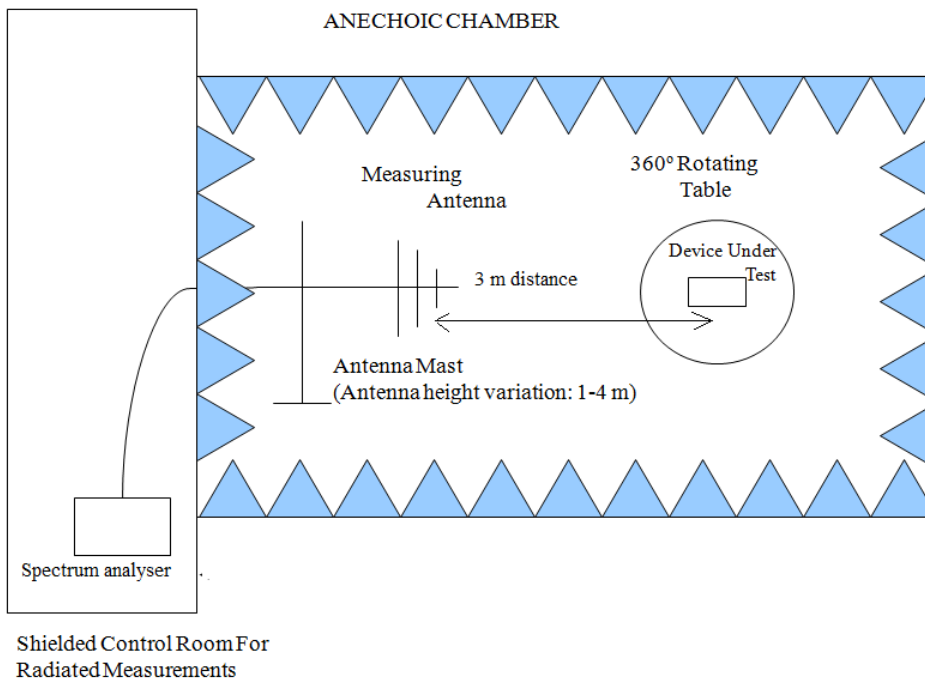 ANECHOIC CHAMBER
Measuring
Antenna
360º Rotating
Table
Device Under
Test
3 m distance
Antenna Mast
(Antenna height variation: 1-4 m)
Spectrum analyser
Shielded Control Room For
Radiated Measurements